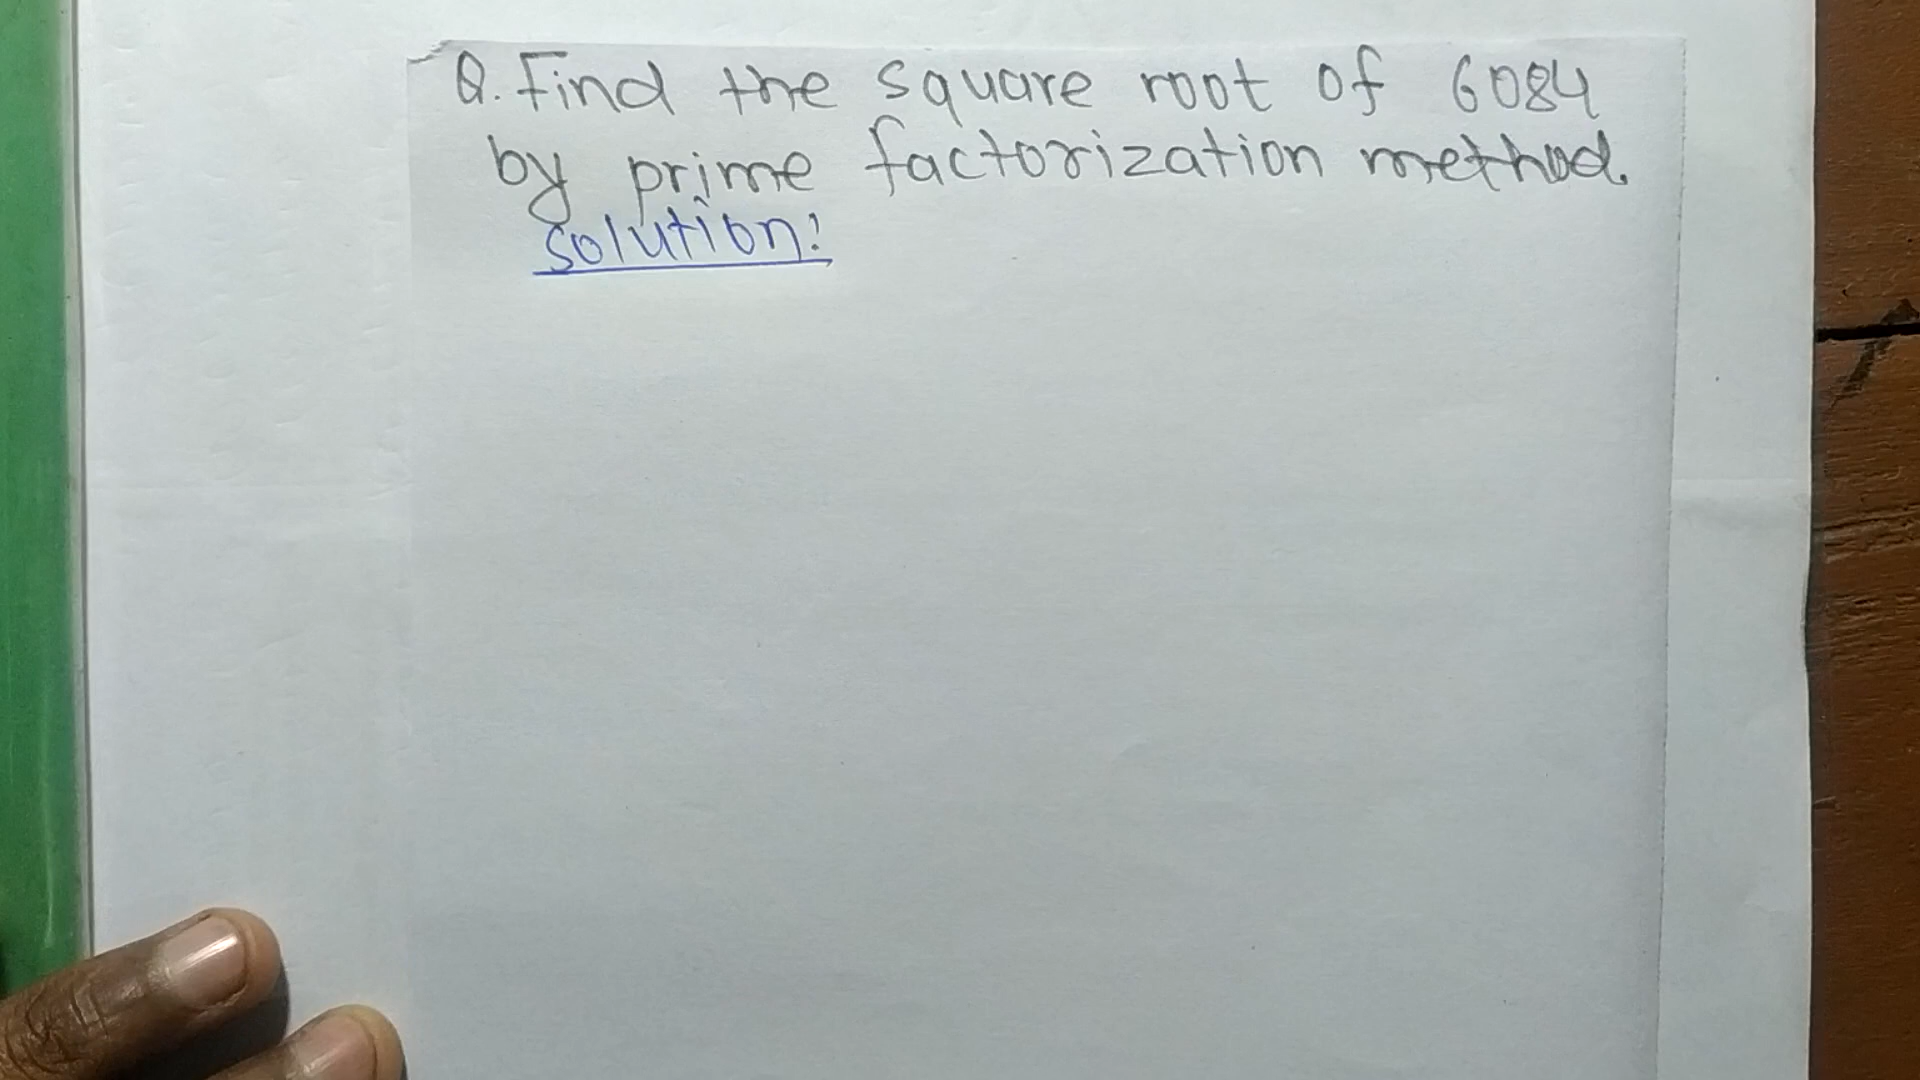 Q. Find the square root of 6084
by prime factorization method.
solution: